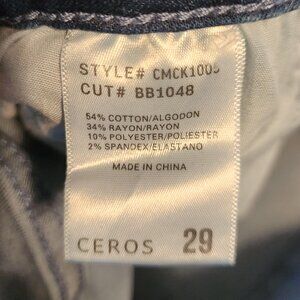 STYLE# CMCK1005
CUT# BB1048
54% COTTON/ALGODON
34% RAYON/RAYON
10% POLYESTER/POLIESTER
2% SPANDEX/ELASTANO
MADE IN CHINA
CEROS 29